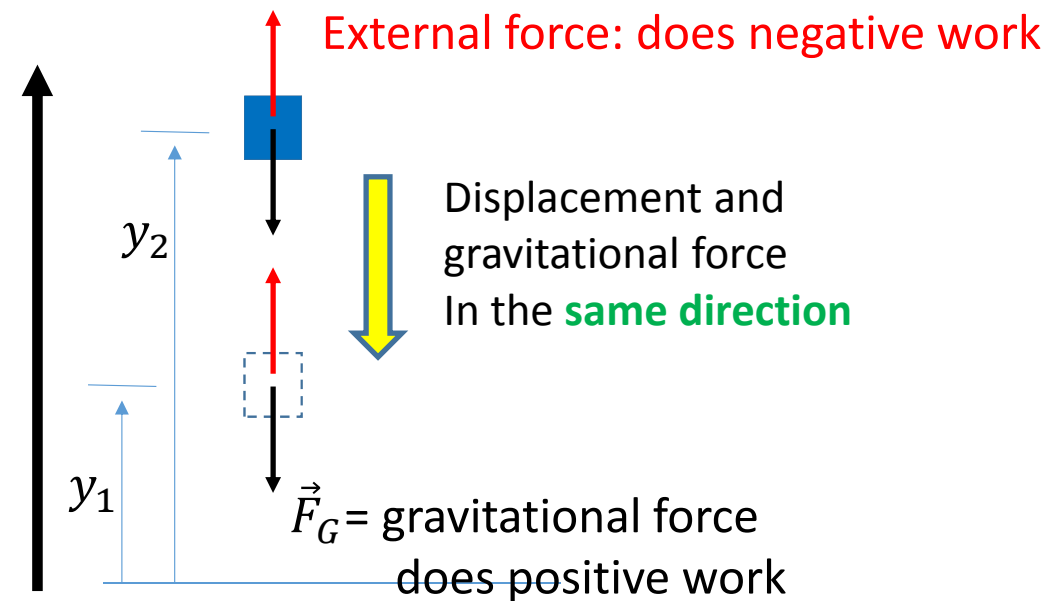 External force: does negative work
y₂
Displacement and
gravitational force
In the same direction
y₁
F⃗_G = gravitational force
does positive work